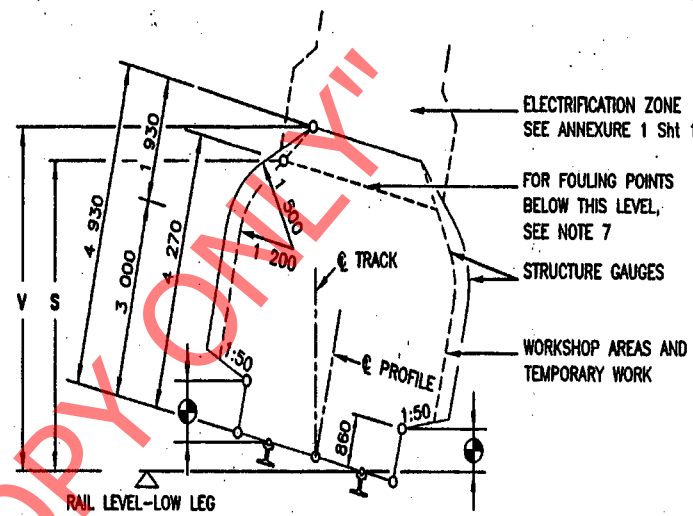 ELECTRIFICATION ZONE
SEE ANNEXURE 1 Sht 1
FOR FOULING POINTS
BELOW THIS LEVEL,
SEE NOTE 7
STRUCTURE GAUGES
WORKSHOP AREAS AND
TEMPORARY WORK
1 930
4 930
3 000
4 270
V
S
1 800
1 200
℄ TRACK
℄ PROFILE
1:50
1:50
860
RAIL LEVEL-LOW LEG
OPY ONLY"